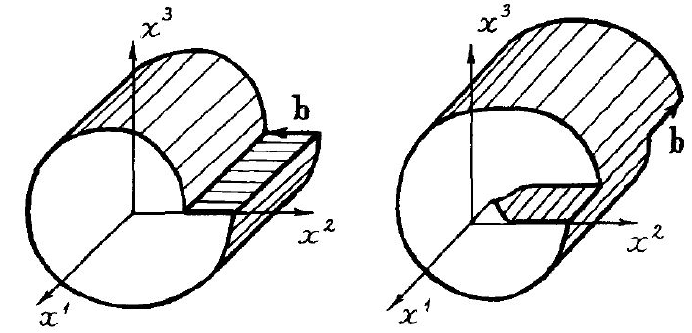 x³ x³
b b
x² x²
x¹ x¹